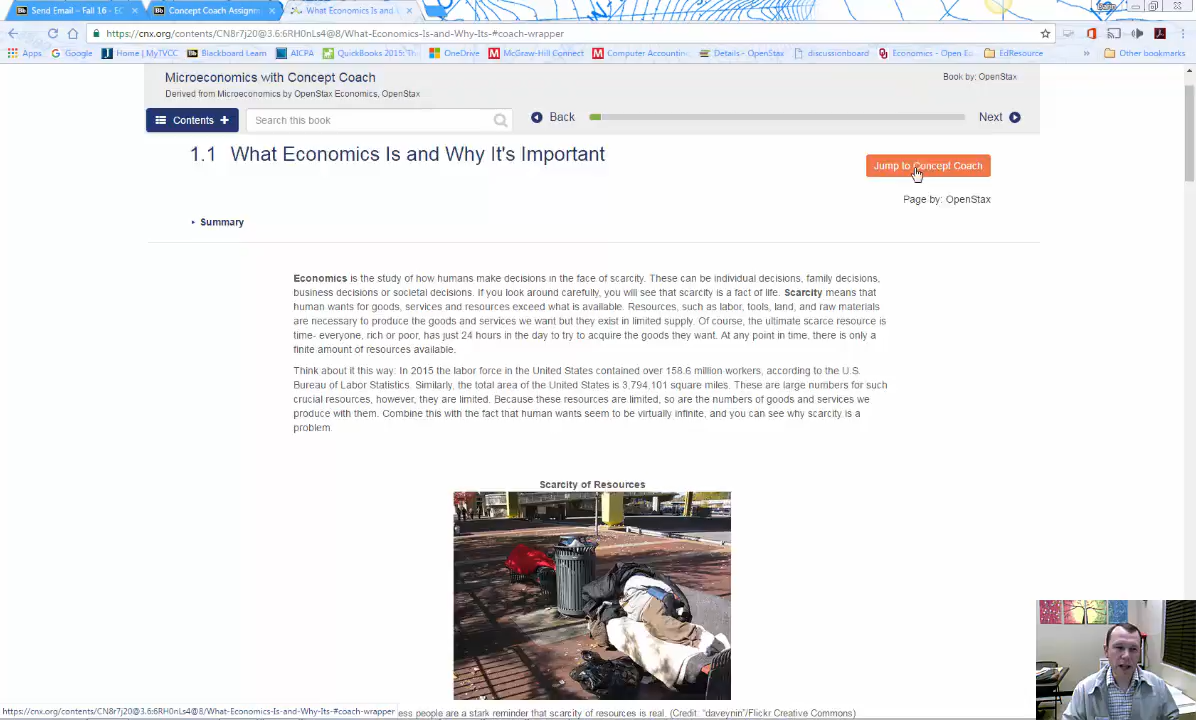 Send Email – Fall 16 - EC
Concept Coach Assignm
What Economics Is and
https://cnx.org/contents/CN8r7j20@3.6:6RH0nLs4@8/What-Economics-Is-and-Why-Its-#coach-wrapper
Apps Google Home | MyTVCC Blackboard Learn AICPA QuickBooks 2015: T OneDrive McGraw-Hill Connect Computer Accountin Details - OpenStax discussionboard Economics - Open Ed EdResource » Other bookmarks
Microeconomics with Concept Coach
Book by: OpenStax
Derived from Microeconomics by OpenStax Economics, OpenStax
Contents + Search this book Back Next
1.1 What Economics Is and Why It's Important
Jump to Concept Coach
Page by: OpenStax
Summary
Economics is the study of how humans make decisions in the face of scarcity. These can be individual decisions, family decisions,
business decisions or societal decisions. If you look around carefully, you will see that scarcity is a fact of life. Scarcity means that
human wants for goods, services and resources exceed what is available. Resources, such as labor, tools, land, and raw materials
are necessary to produce the goods and services we want but they exist in limited supply. Of course, the ultimate scarce resource is
time- everyone, rich or poor, has just 24 hours in the day to try to acquire the goods they want. At any point in time, there is only a
finite amount of resources available.
Think about it this way: In 2015 the labor force in the United States contained over 158.6 million workers, according to the U.S.
Bureau of Labor Statistics. Similarly, the total area of the United States is 3,794,101 square miles. These are large numbers for such
crucial resources, however, they are limited. Because these resources are limited, so are the numbers of goods and services we
produce with them. Combine this with the fact that human wants seem to be virtually infinite, and you can see why scarcity is a
problem.
Scarcity of Resources
https://cnx.org/contents/CN8r7j20@3.6:6RH0nLs4@8/What-Economics-Is-and-Why-Its-#coach-wrapper
ess people are a stark reminder that scarcity of resources is real. (Credit: "daveynin"/Flickr Creative Commons)